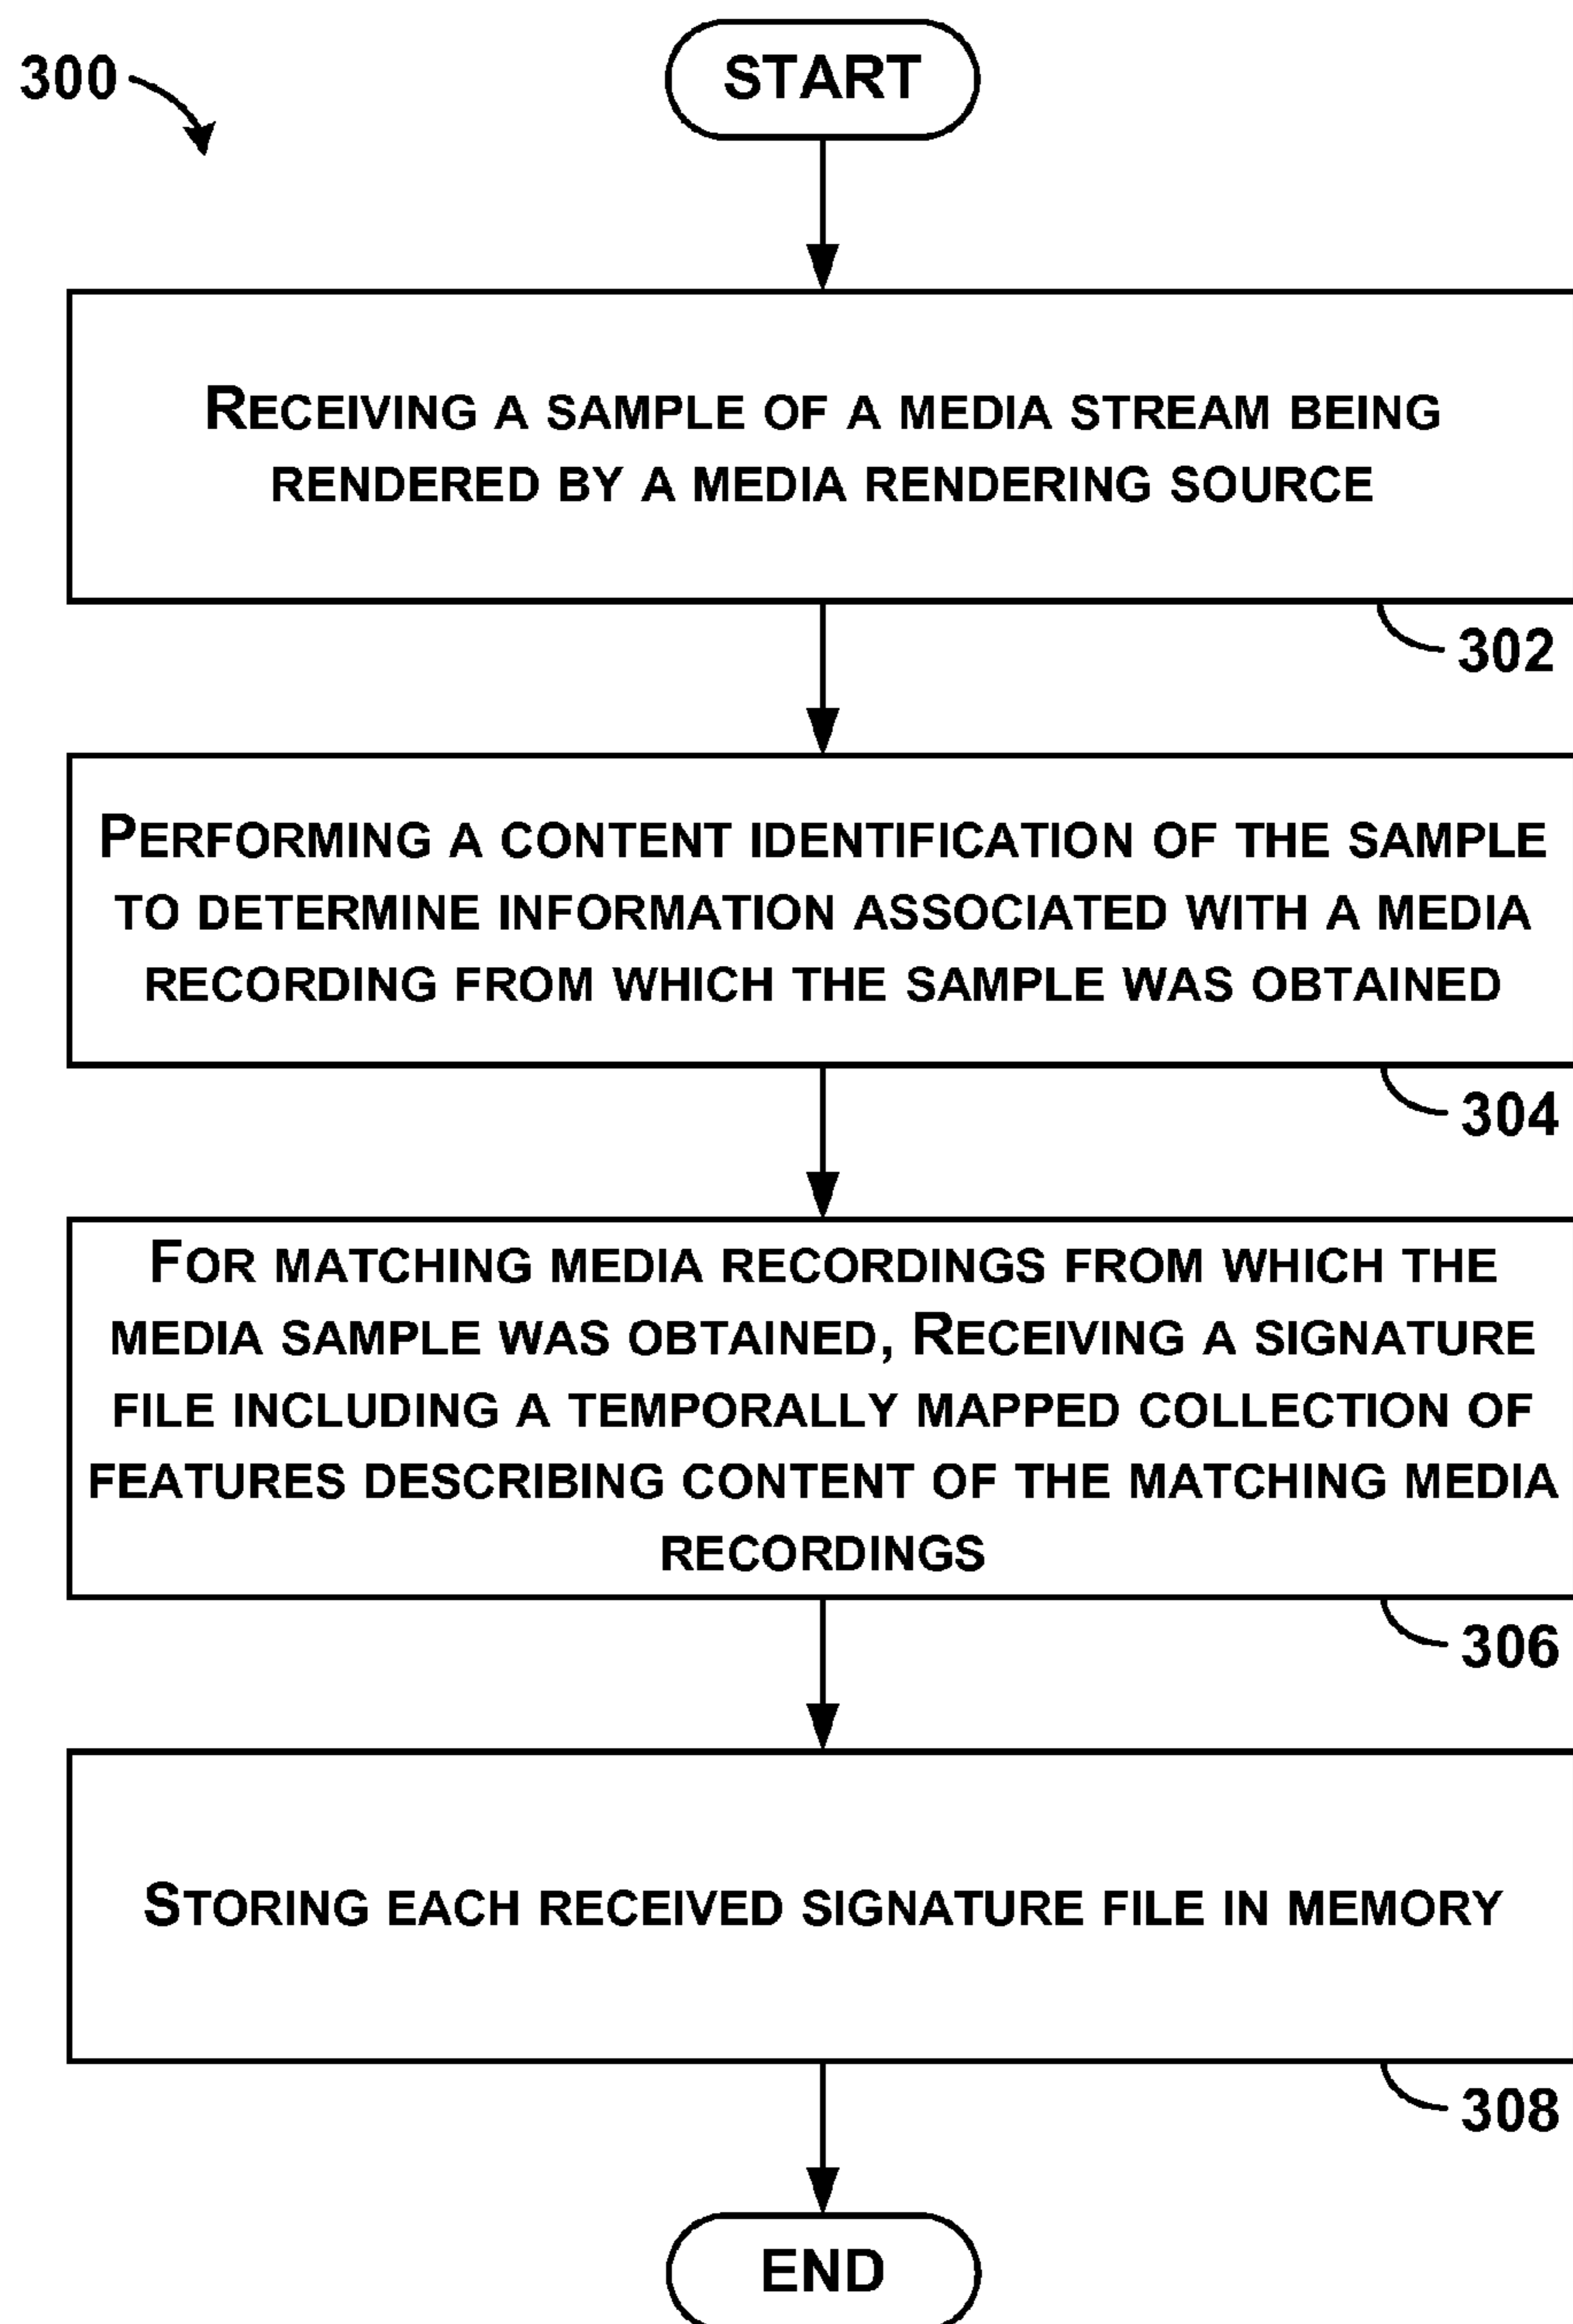 300
START
RECEIVING A SAMPLE OF A MEDIA STREAM BEING
RENDERED BY A MEDIA RENDERING SOURCE
302
PERFORMING A CONTENT IDENTIFICATION OF THE SAMPLE
TO DETERMINE INFORMATION ASSOCIATED WITH A MEDIA
RECORDING FROM WHICH THE SAMPLE WAS OBTAINED
304
FOR MATCHING MEDIA RECORDINGS FROM WHICH THE
MEDIA SAMPLE WAS OBTAINED, RECEIVING A SIGNATURE
FILE INCLUDING A TEMPORALLY MAPPED COLLECTION OF
FEATURES DESCRIBING CONTENT OF THE MATCHING MEDIA
RECORDINGS
306
STORING EACH RECEIVED SIGNATURE FILE IN MEMORY
308
END